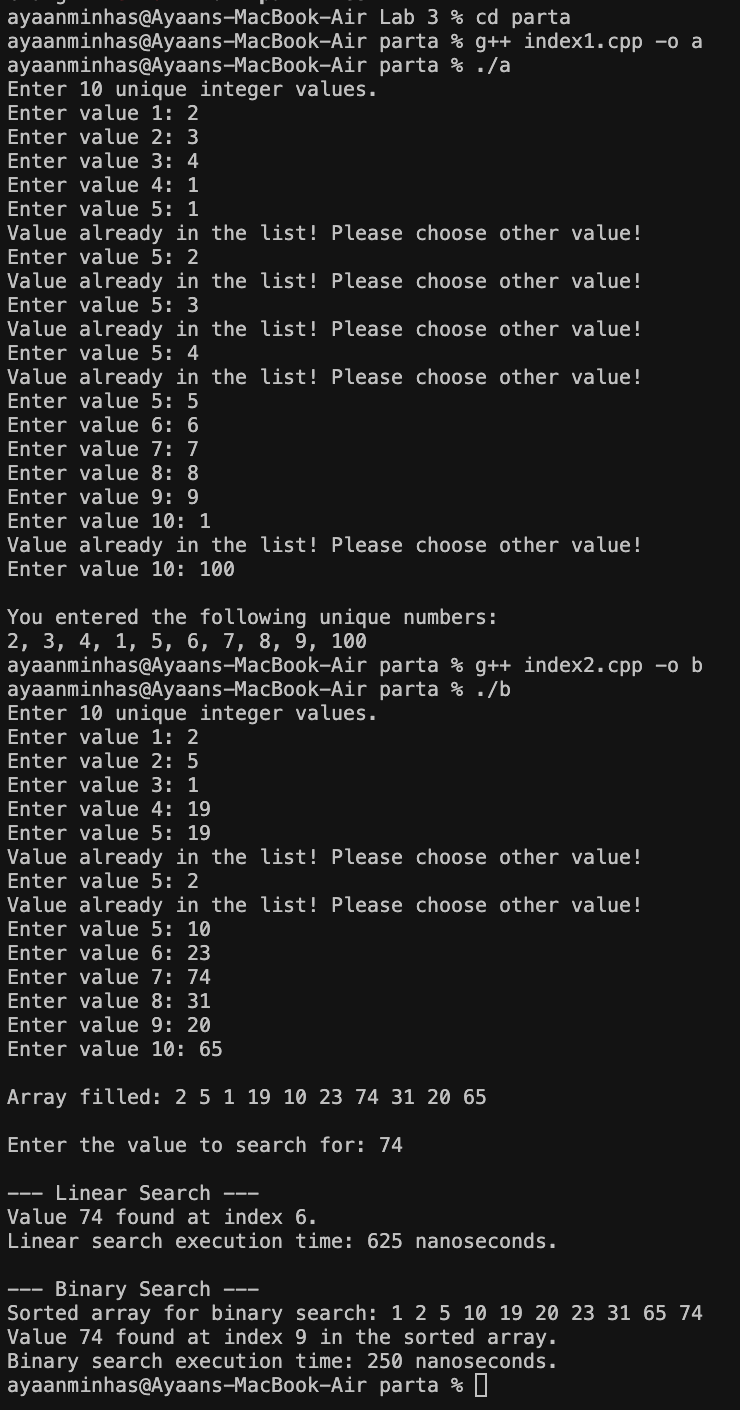 ayaanminhas@Ayaans-MacBook-Air Lab 3 % cd parta
ayaanminhas@Ayaans-MacBook-Air parta % g++ index1.cpp -o a
ayaanminhas@Ayaans-MacBook-Air parta % ./a
Enter 10 unique integer values.
Enter value 1: 2
Enter value 2: 3
Enter value 3: 4
Enter value 4: 1
Enter value 5: 1
Value already in the list! Please choose other value!
Enter value 5: 2
Value already in the list! Please choose other value!
Enter value 5: 3
Value already in the list! Please choose other value!
Enter value 5: 4
Value already in the list! Please choose other value!
Enter value 5: 5
Enter value 6: 6
Enter value 7: 7
Enter value 8: 8
Enter value 9: 9
Enter value 10: 1
Value already in the list! Please choose other value!
Enter value 10: 100
You entered the following unique numbers:
2, 3, 4, 1, 5, 6, 7, 8, 9, 100
ayaanminhas@Ayaans-MacBook-Air parta % g++ index2.cpp -o b
ayaanminhas@Ayaans-MacBook-Air parta % ./b
Enter 10 unique integer values.
Enter value 1: 2
Enter value 2: 5
Enter value 3: 1
Enter value 4: 19
Enter value 5: 19
Value already in the list! Please choose other value!
Enter value 5: 2
Value already in the list! Please choose other value!
Enter value 5: 10
Enter value 6: 23
Enter value 7: 74
Enter value 8: 31
Enter value 9: 20
Enter value 10: 65
Array filled: 2 5 1 19 10 23 74 31 20 65
Enter the value to search for: 74
--- Linear Search ---
Value 74 found at index 6.
Linear search execution time: 625 nanoseconds.
--- Binary Search ---
Sorted array for binary search: 1 2 5 10 19 20 23 31 65 74
Value 74 found at index 9 in the sorted array.
Binary search execution time: 250 nanoseconds.
ayaanminhas@Ayaans-MacBook-Air parta %